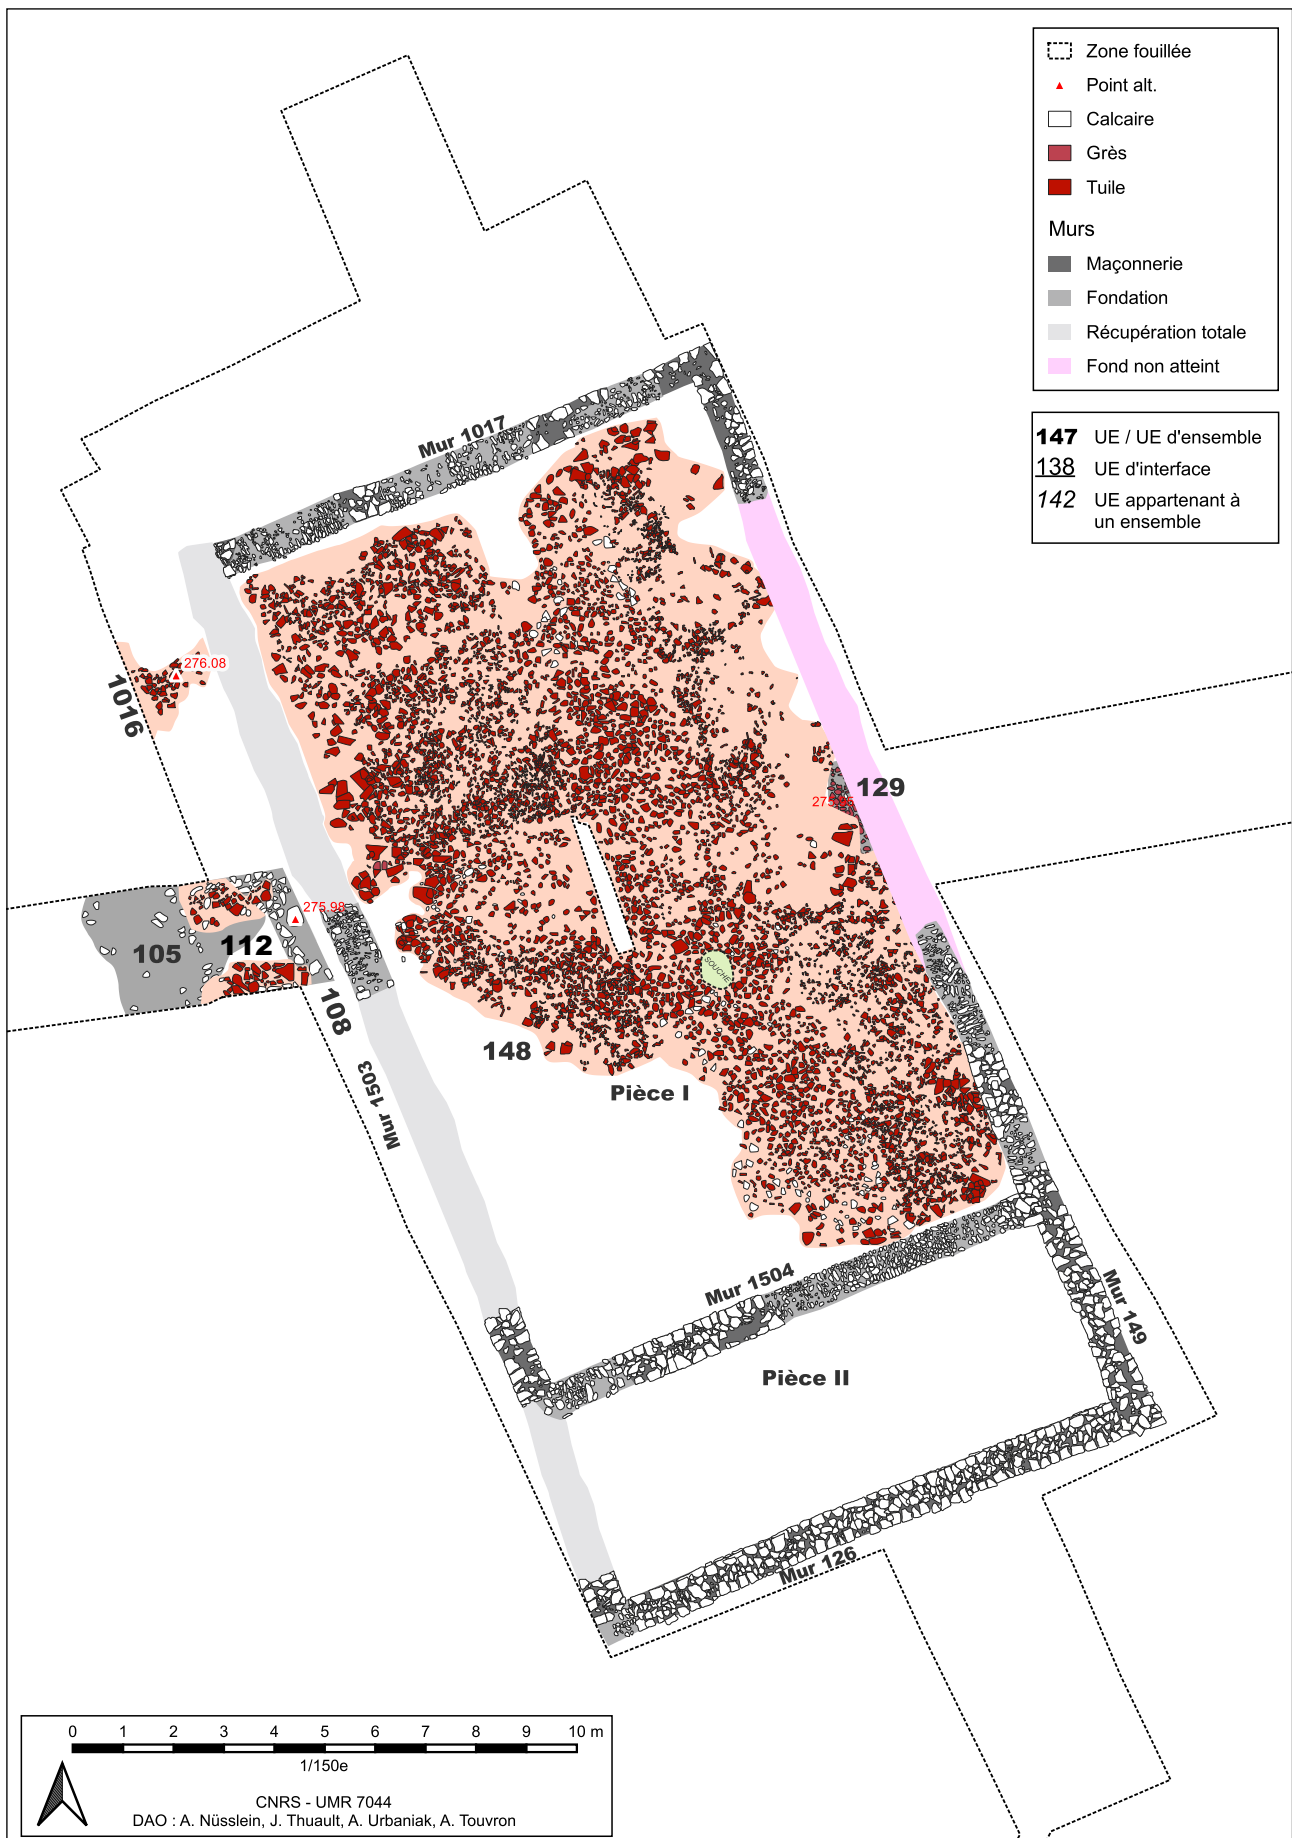 Zone fouillée
Point alt.
Calcaire
Grès
Tuile
Murs
Maçonnerie
Fondation
Récupération totale
Fond non atteint
147 UE / UE d'ensemble
138 UE d'interface
142 UE appartenant à
un ensemble
Mur 1017
276.08
1016
129
275.98
105
112
108
148
SOUCHE
Pièce I
Mur 1503
Mur 1504
Mur 149
Pièce II
Mur 126
0 1 2 3 4 5 6 7 8 9 10 m
1/150e
CNRS - UMR 7044
DAO : A. Nüsslein, J. Thuault, A. Urbaniak, A. Touvron